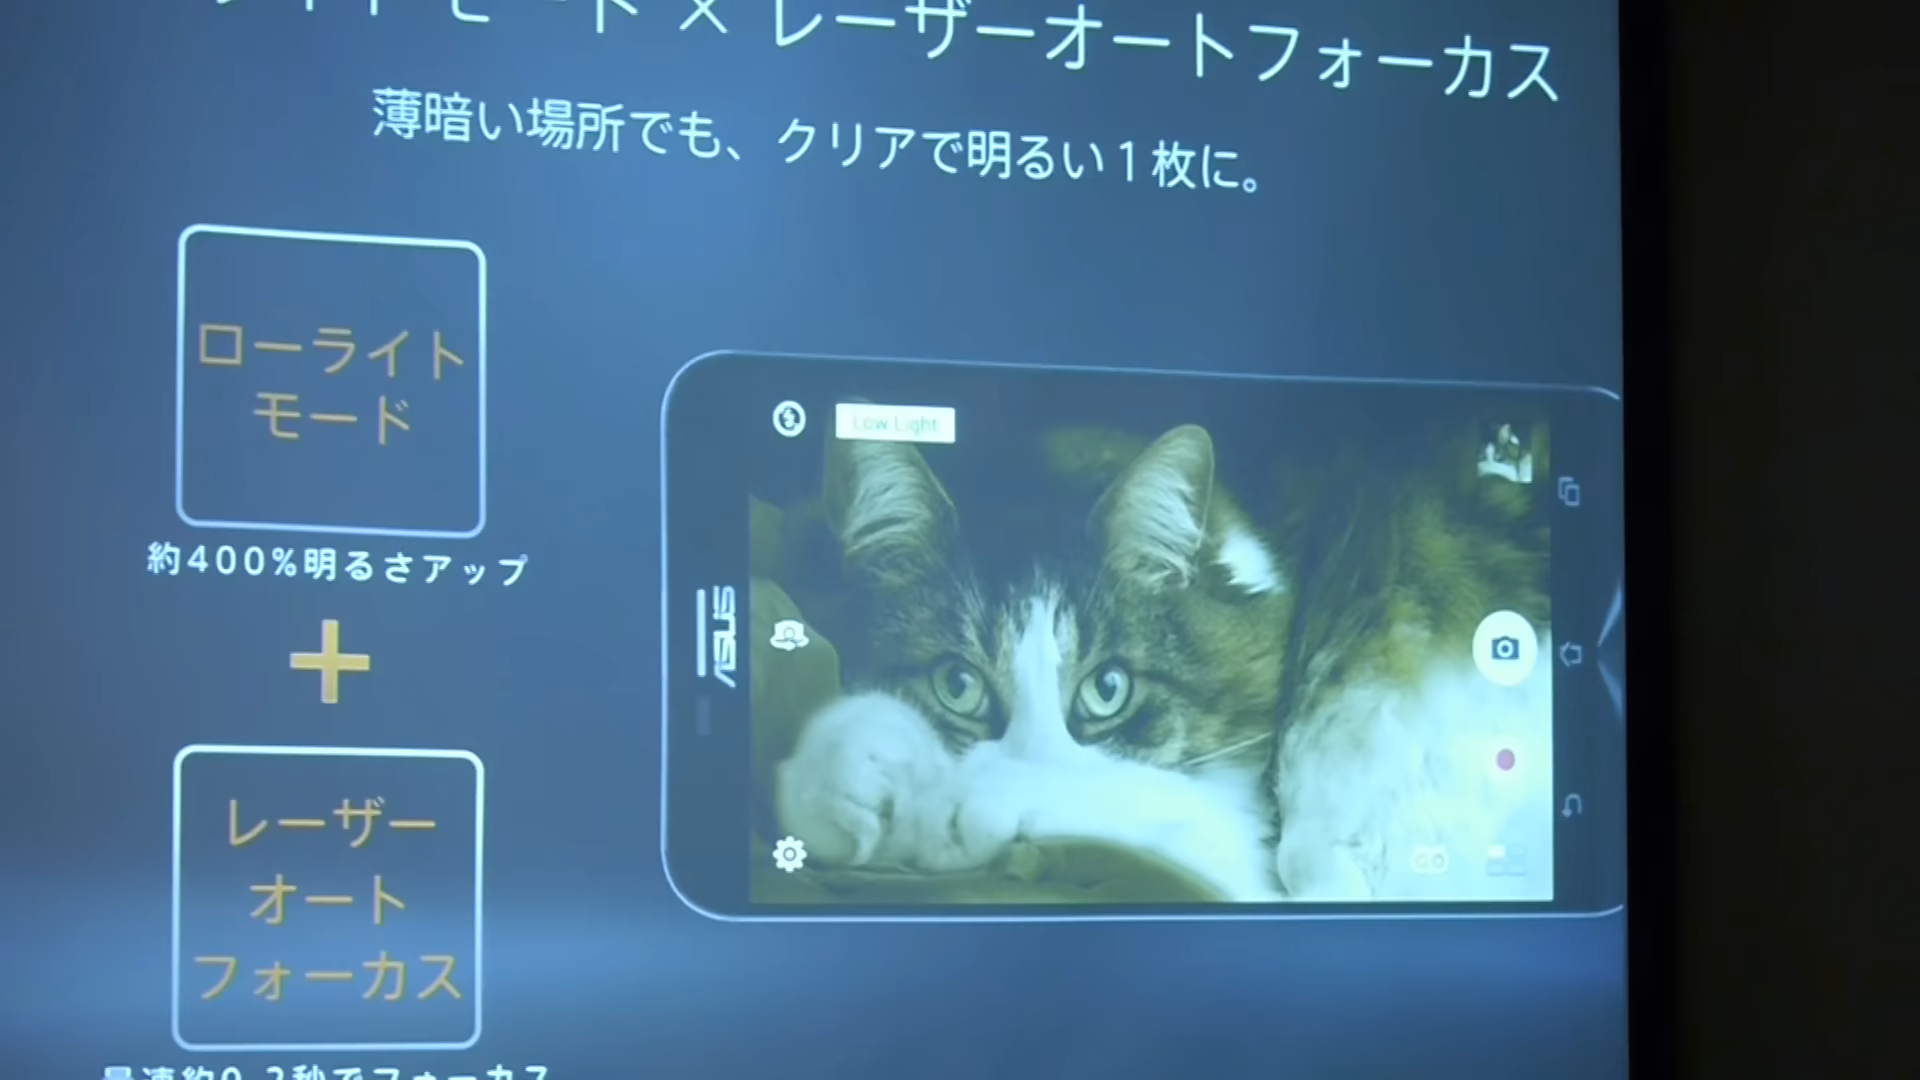 モード × レーザーオートフォーカス
薄暗い場所でも、クリアで明るい1枚に。
ローライト
モード
約400%明るさアップ
+
レーザー
オート
フォーカス
Low Light
ASUS